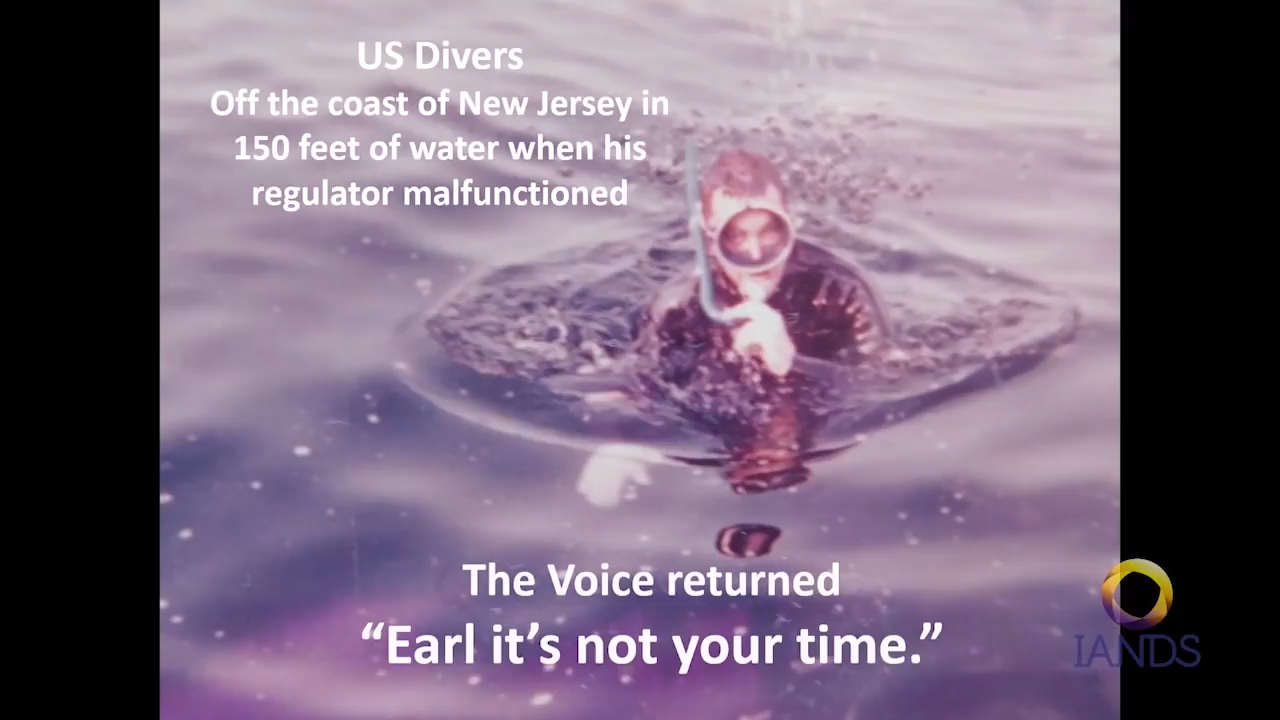 US Divers
Off the coast of New Jersey in
150 feet of water when his
regulator malfunctioned
The Voice returned
“Earl it’s not your time.”
IANDS